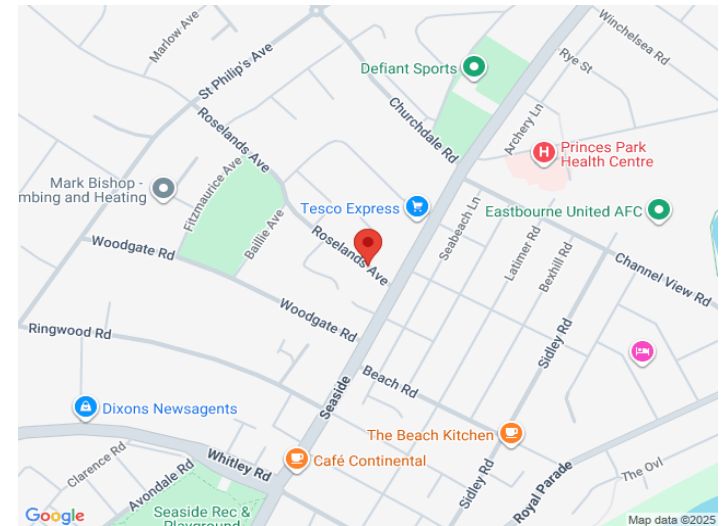 Marlow Ave
Winchelsea Rd
Rye St
Defiant Sports
St Philip's Ave
Churchdale Rd
Archery Ln
Roselands Ave
Princes Park
Health Centre
Fitzmaurice Ave
Mark Bishop -
mbing and Heating
Tesco Express
Seabeach Ln
Eastbourne United AFC
Baillie Ave
Woodgate Rd
Roselands Ave
Latimer Rd
Bexhill Rd
Channel View Rd
Woodgate Rd
Ringwood Rd
Sidley Rd
Seaside
Beach Rd
Dixons Newsagents
The Beach Kitchen
Café Continental
Whitley Rd
Clarence Rd
Avondale Rd
Sidley Rd
Royal Parade
The Ovl
Seaside Rec &
Playground
Google
Map data ©2025